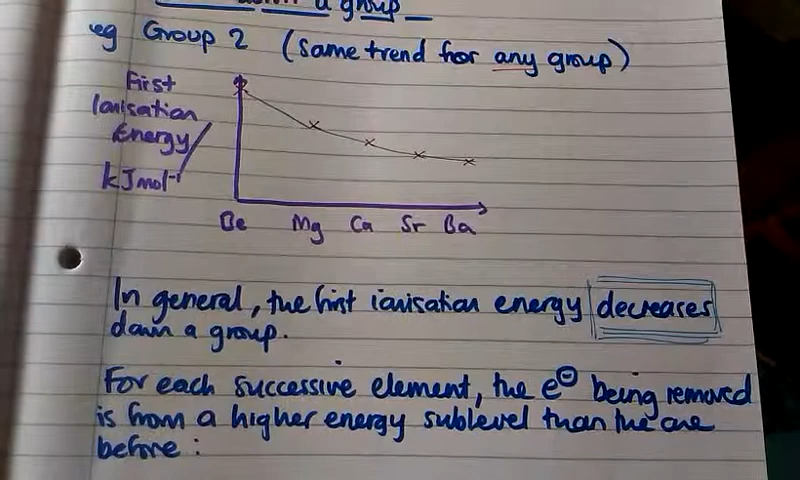 a group
eg Group 2 (same trend for any group)
First
Ionisation
Energy/
kJmol⁻¹
Be Mg Ca Sr Ba
In general, the first ionisation energy decreases
down a group.
For each successive element, the e⊖ being removed
is from a higher energy sublevel than the one
before :